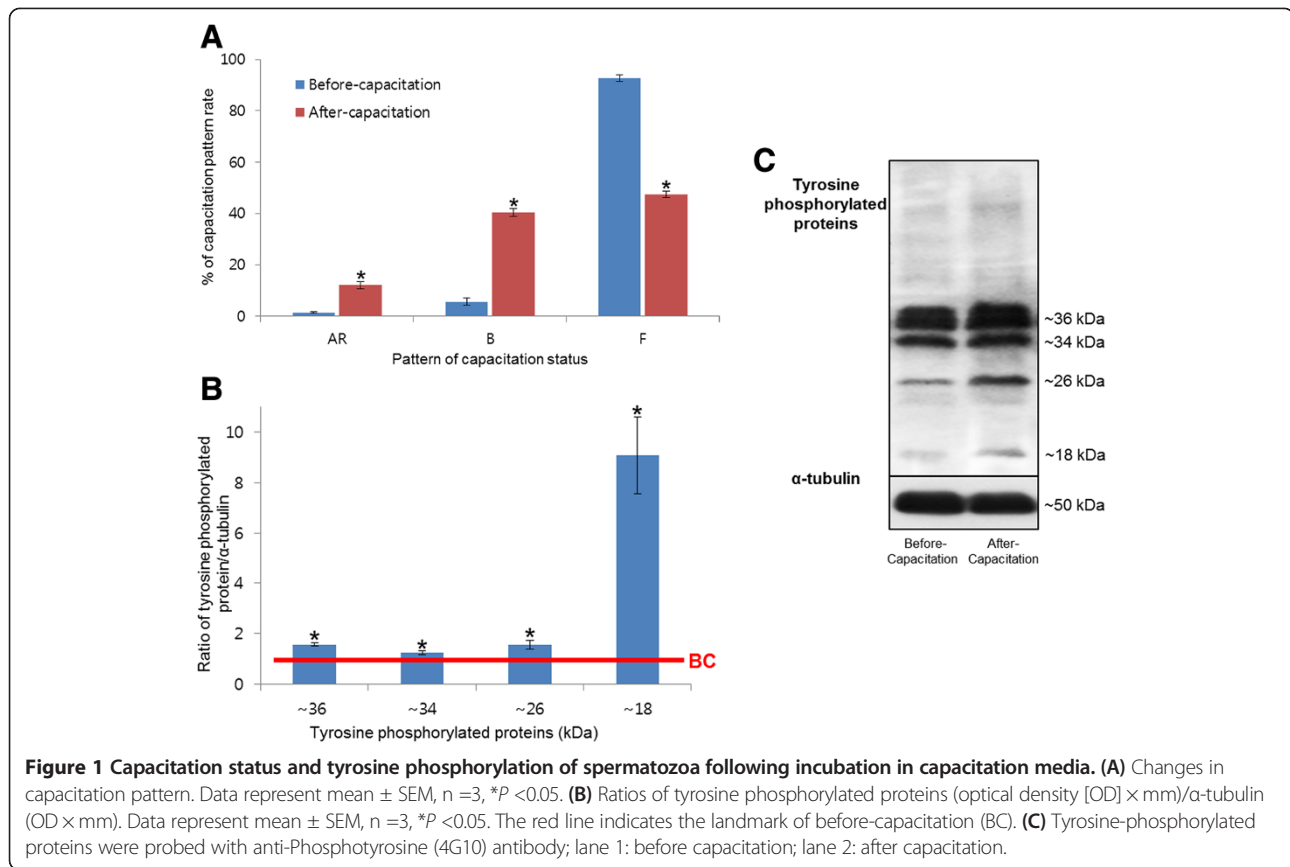 A
100
80
60
40
20
0
% of capacitation pattern rate
Before-capacitation
After-capacitation
*
*
*
AR B F
Pattern of capacitation status
B
10
8
6
4
2
0
Ratio of tyrosine phosphorylated
protein/α-tubulin
*
*
*
*
BC
~36 ~34 ~26 ~18
Tyrosine phosphorylated proteins (kDa)
C
Tyrosine
phosphorylated
proteins
~36 kDa
~34 kDa
~26 kDa
~18 kDa
α-tubulin
~50 kDa
Before-
Capacitation
After-
Capacitation
Figure 1 Capacitation status and tyrosine phosphorylation of spermatozoa following incubation in capacitation media. (A) Changes in
capacitation pattern. Data represent mean ± SEM, n =3, *P <0.05. (B) Ratios of tyrosine phosphorylated proteins (optical density [OD] × mm)/α-tubulin
(OD × mm). Data represent mean ± SEM, n =3, *P <0.05. The red line indicates the landmark of before-capacitation (BC). (C) Tyrosine-phosphorylated
proteins were probed with anti-Phosphotyrosine (4G10) antibody; lane 1: before capacitation; lane 2: after capacitation.